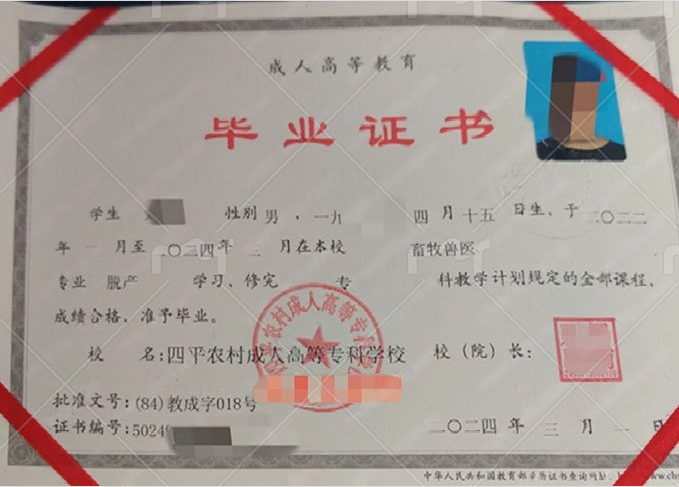 成人高等教育
毕业证书
学生 性别 男，一九 四月十五日生，于二〇二二
年一月至二〇二四年三月在本校 畜牧兽医
专业 脱产 学习，修完 专 科教学计划规定的全部课程，
成绩合格，准予毕业。
校 名：四平农村成人高等专科学校 校（院）长：
批准文号：(84)教成字018号
证书编号：50249 二〇二四年三月一日
中华人民共和国教育部学历证书查询网址：